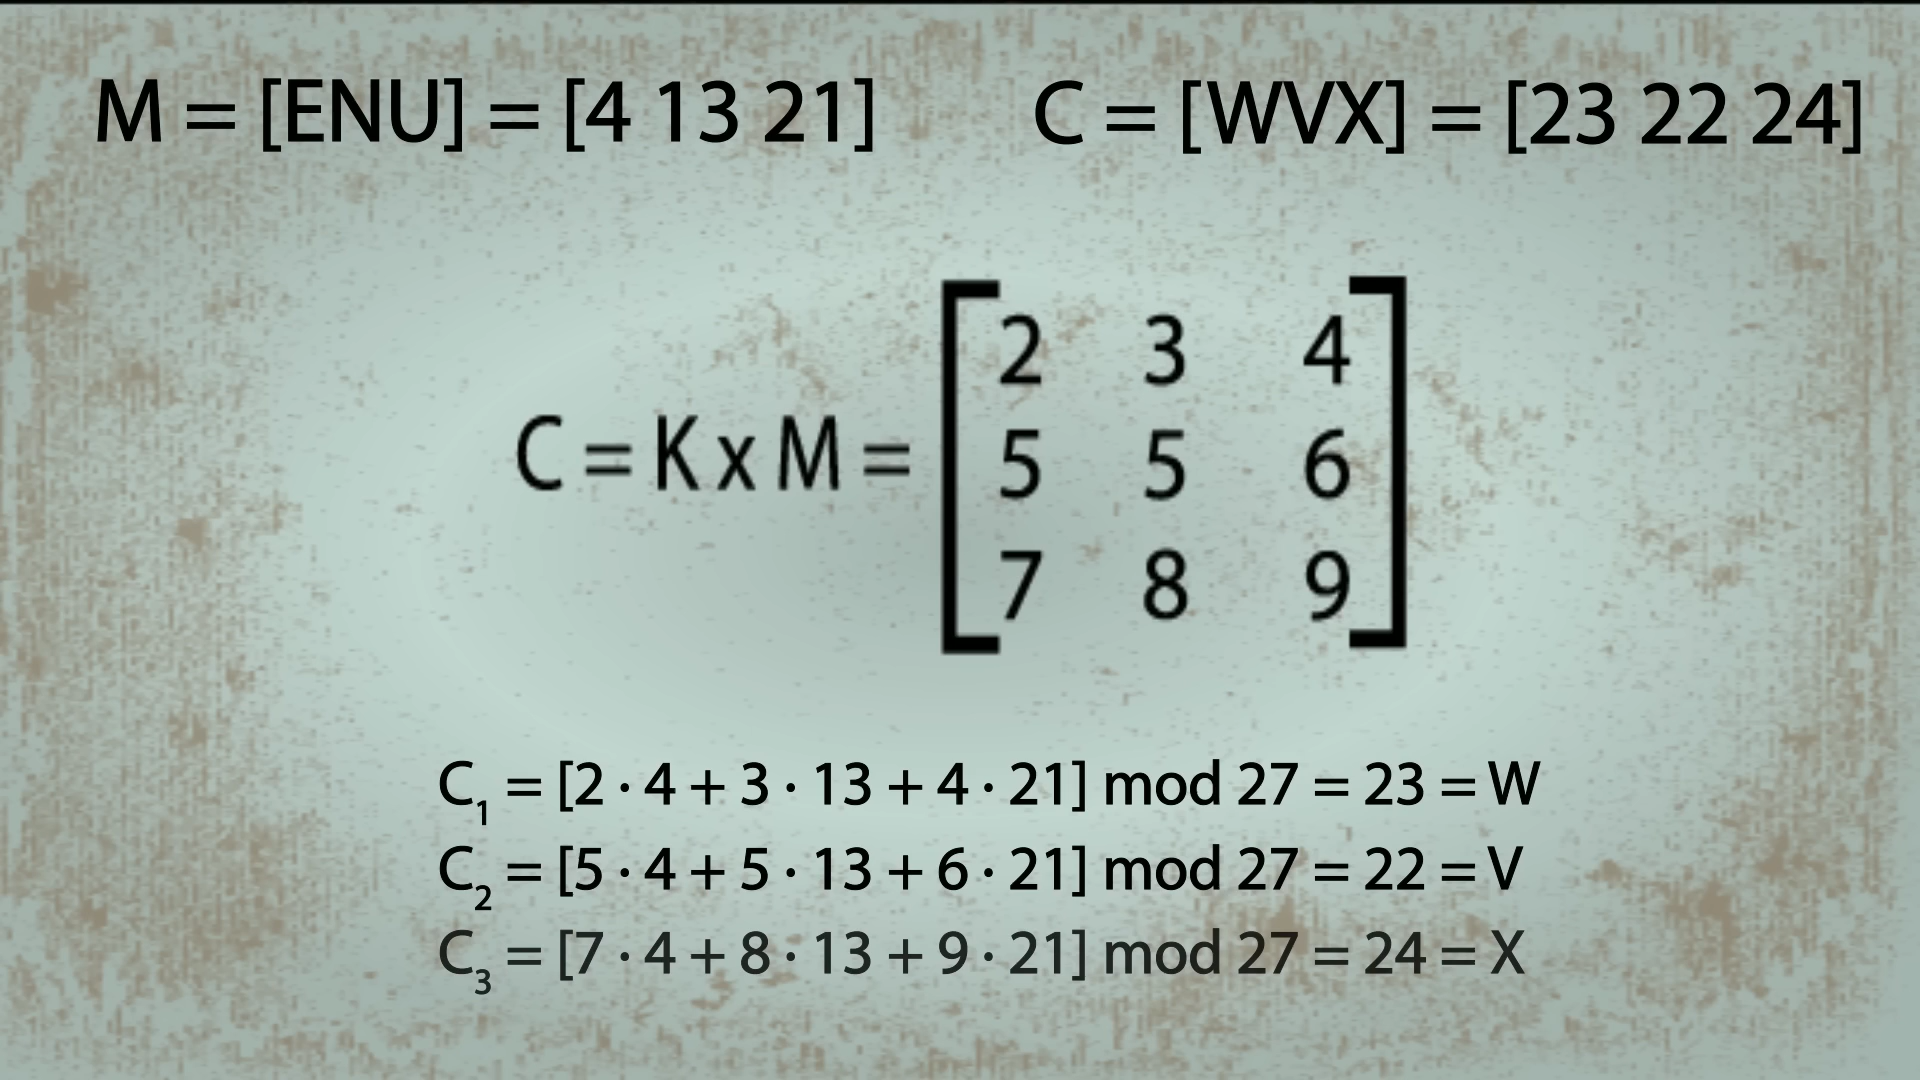 M = [ENU] = [4 13 21]
C = [WVX] = [23 22 24]
C = K x M =
2 3 4
5 5 6
7 8 9
C₁ = [2 · 4 + 3 · 13 + 4 · 21] mod 27 = 23 = W
C₂ = [5 · 4 + 5 · 13 + 6 · 21] mod 27 = 22 = V
C₃ = [7 · 4 + 8 · 13 + 9 · 21] mod 27 = 24 = X